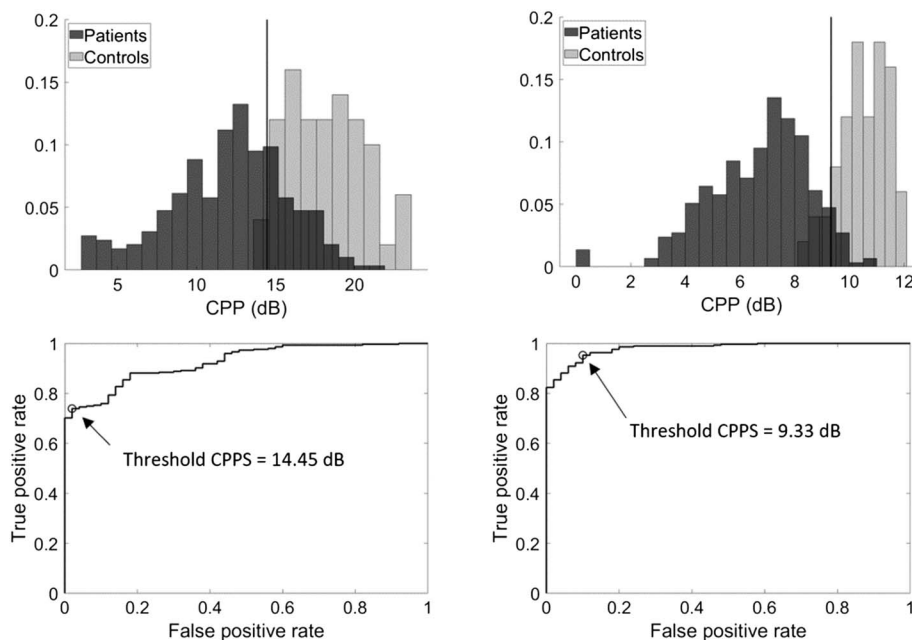 0.2
0.15
0.1
0.05
0
Patients
Controls
5 10 15 20
CPP (dB)
0.2
0.15
0.1
0.05
0
Patients
Controls
0 2 4 6 8 10 12
CPP (dB)
True positive rate
1
0.8
0.6
0.4
0.2
0
Threshold CPPS = 14.45 dB
0 0.2 0.4 0.6 0.8 1
False positive rate
True positive rate
1
0.8
0.6
0.4
0.2
0
Threshold CPPS = 9.33 dB
0 0.2 0.4 0.6 0.8 1
False positive rate